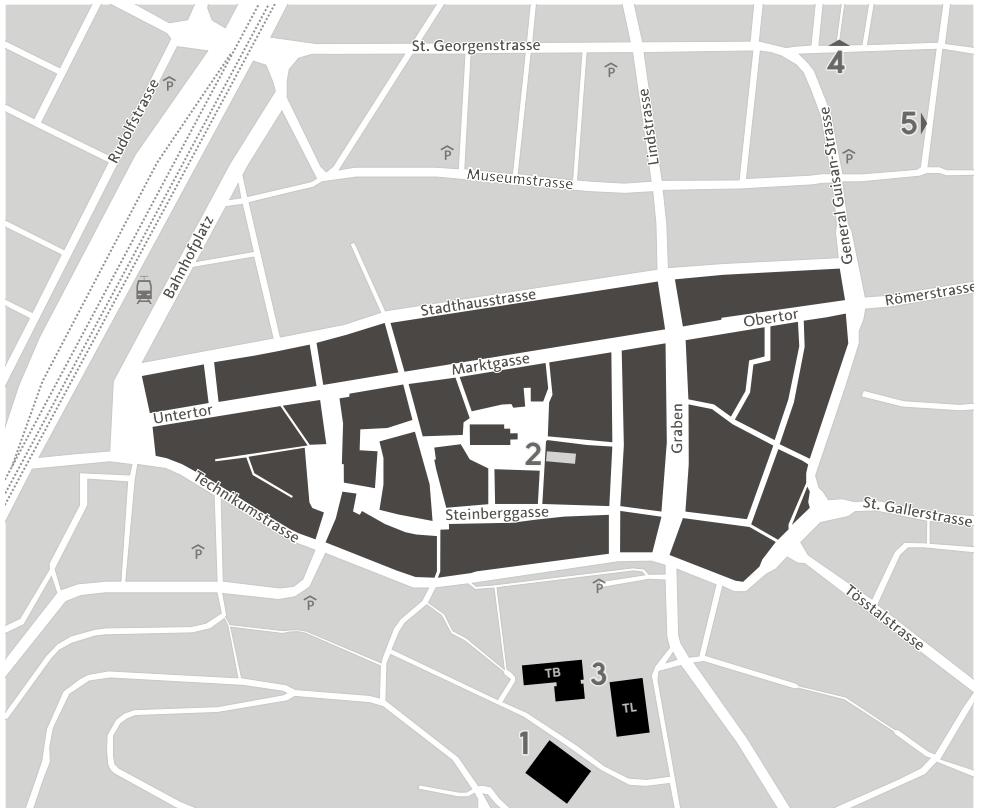 St. Georgenstrasse
4
P
P
Rudolfstrasse
Lindstrasse
General Guisan-Strasse
5
P
P
Museumstrasse
Bahnhofplatz
Stadthausstrasse
Römerstrasse
Obertor
Marktgasse
Untertor
Graben
2
Technikumstrasse
Steinberggasse
St. Gallerstrasse
P
P
P
Tösstalstrasse
TB
3
TL
1